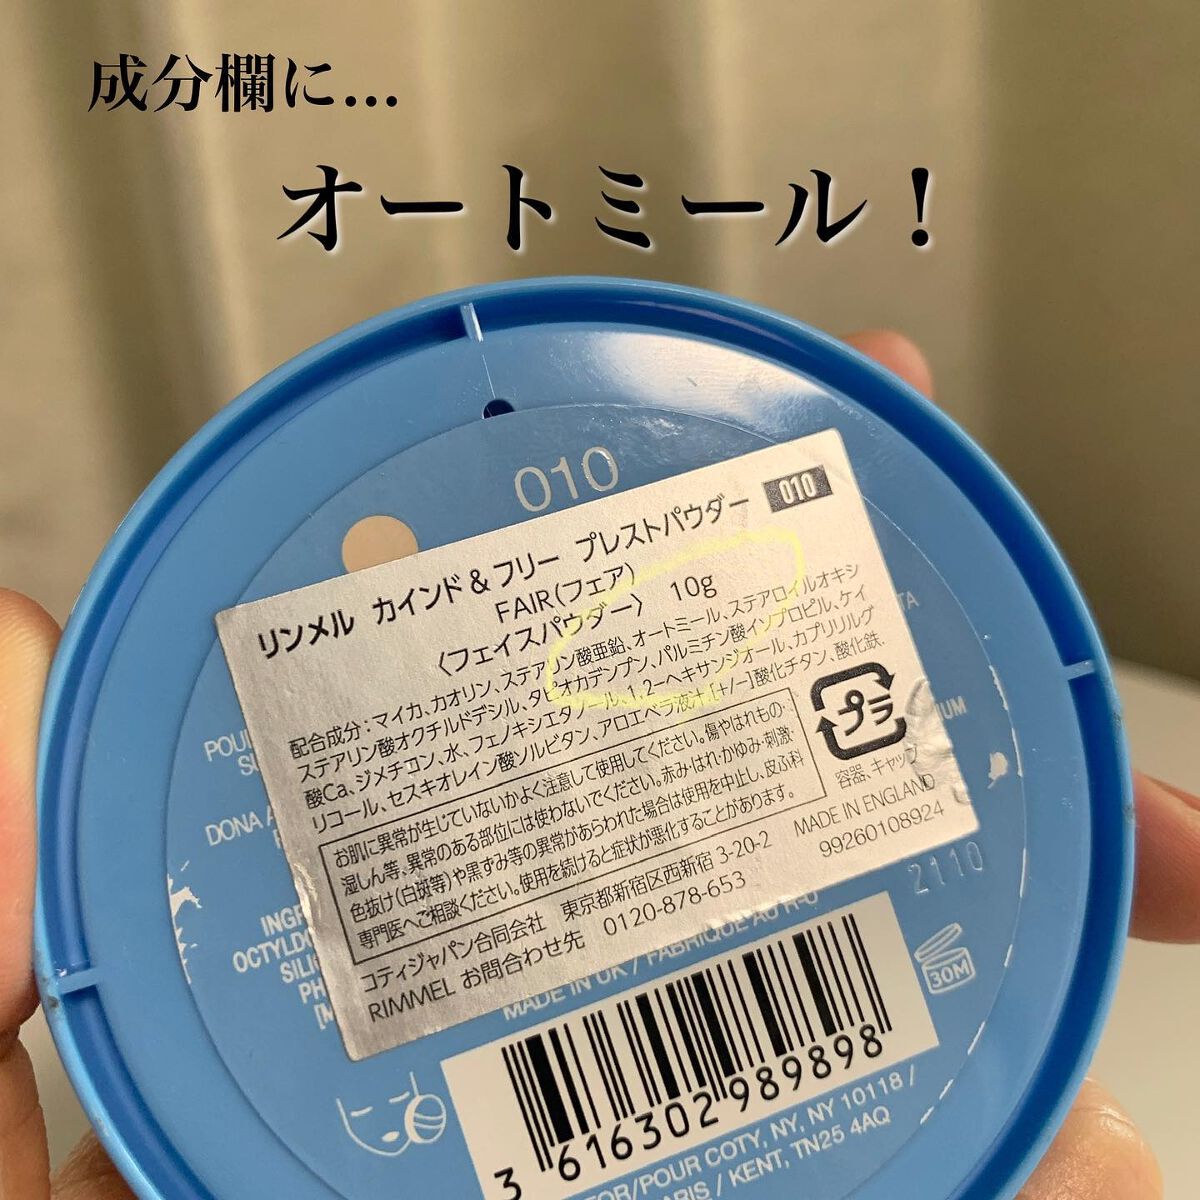 成分欄に...
オートミール！
010
リンメル カインド＆フリー プレストパウダー 010
FAIR(フェア)
〈フェイスパウダー〉 10g
配合成分：マイカ、カオリン、ステアリン酸亜鉛、オートミール、ステアロイルオキシ
ステアリン酸オクチルドデシル、タピオカデンプン、パルミチン酸イソプロピル、ケイ
酸Ca、ジメチコン、水、フェノキシエタノール、1,2-ヘキサンジオール、カプリリルグ
リコール、セスキオレイン酸ソルビタン、アロエベラ液汁 [+/-]酸化チタン、酸化鉄
お肌に異常が生じていないかよく注意して使用してください。傷やはれもの・
湿しん等、異常のある部位には使わないでください。赤み・はれ・かゆみ・刺激・
色抜け(白斑等)や黒ずみ等の異常があらわれた場合は使用を中止し、皮ふ科
専門医へご相談ください。使用を続けると症状が悪化することがあります。
プラ
容器、キャップ
MADE IN ENGLAND
99260108924
コティジャパン合同会社 東京都新宿区西新宿 3-20-2
RIMMEL お問合わせ先 0120-878-653
2110
30M
DONA
INGR
OCTYLDO
MADE IN UK / FABRIQUÉ AU R-U
3 616302 989898
/POUR COTY, NY, NY 10118 /
PARIS / KENT, TN25 4AQ